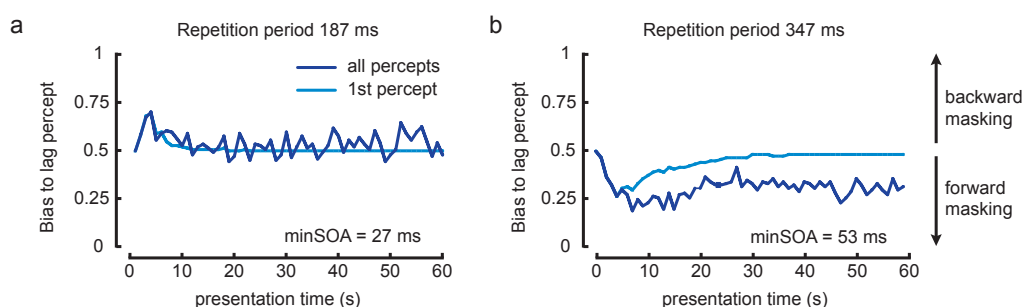 a
Repetition period 187 ms
Bias to lag percept
1
0.75
0.5
0.25
0
all percepts
1st percept
minSOA = 27 ms
0 10 20 30 40 50 60
presentation time (s)
b
Repetition period 347 ms
Bias to lag percept
1
0.75
0.5
0.25
0
minSOA = 53 ms
0 10 20 30 40 50 60
presentation time (s)
backward
masking
forward
masking